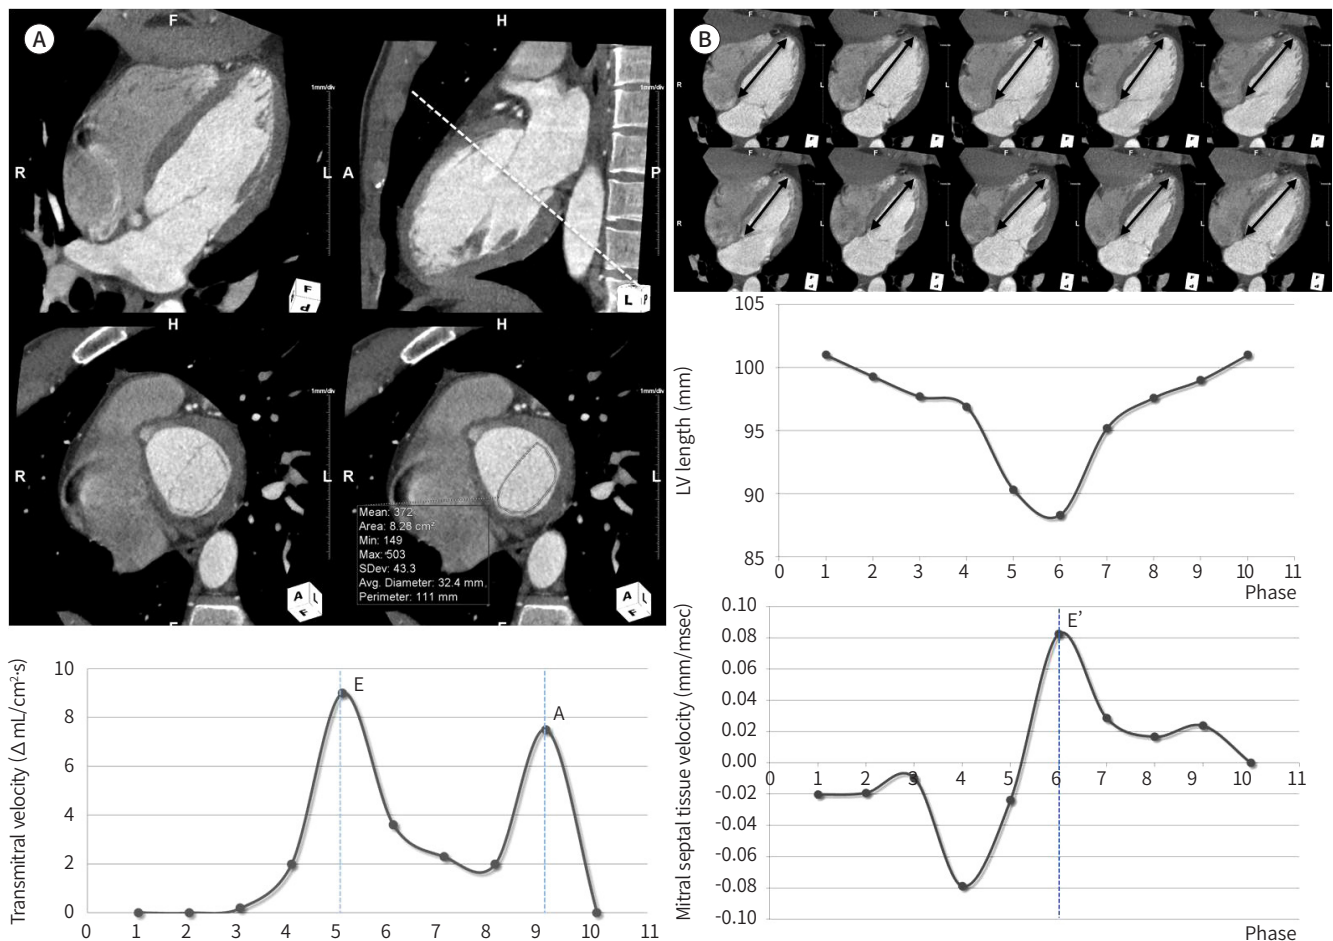 A
F
R
L
1mm/div
F
H
A
P
1mm/div
L
P
H
R
L
1mm/div
A
H
R
L
1mm/div
Mean: 372
Area: 8.28 cm²
Min: 149
Max: 503
SDev: 43.3
Avg. Diameter: 32.4 mm
Perimeter: 111 mm
A
Transmitral velocity (Δ mL/cm²·s)
10
8
6
4
2
0
E
A
0 1 2 3 4 5 6 7 8 9 10 11
B
F F F F F
R L
F F F F F
R L
LV length (mm)
105
100
95
90
85
0 1 2 3 4 5 6 7 8 9 10 11
Phase
Mitral septal tissue velocity (mm/msec)
0.10
0.08
0.06
0.04
0.02
0.00
-0.02
-0.04
-0.06
-0.08
-0.10
E’
0 1 2 3 4 5 6 7 8 9 10 11
Phase